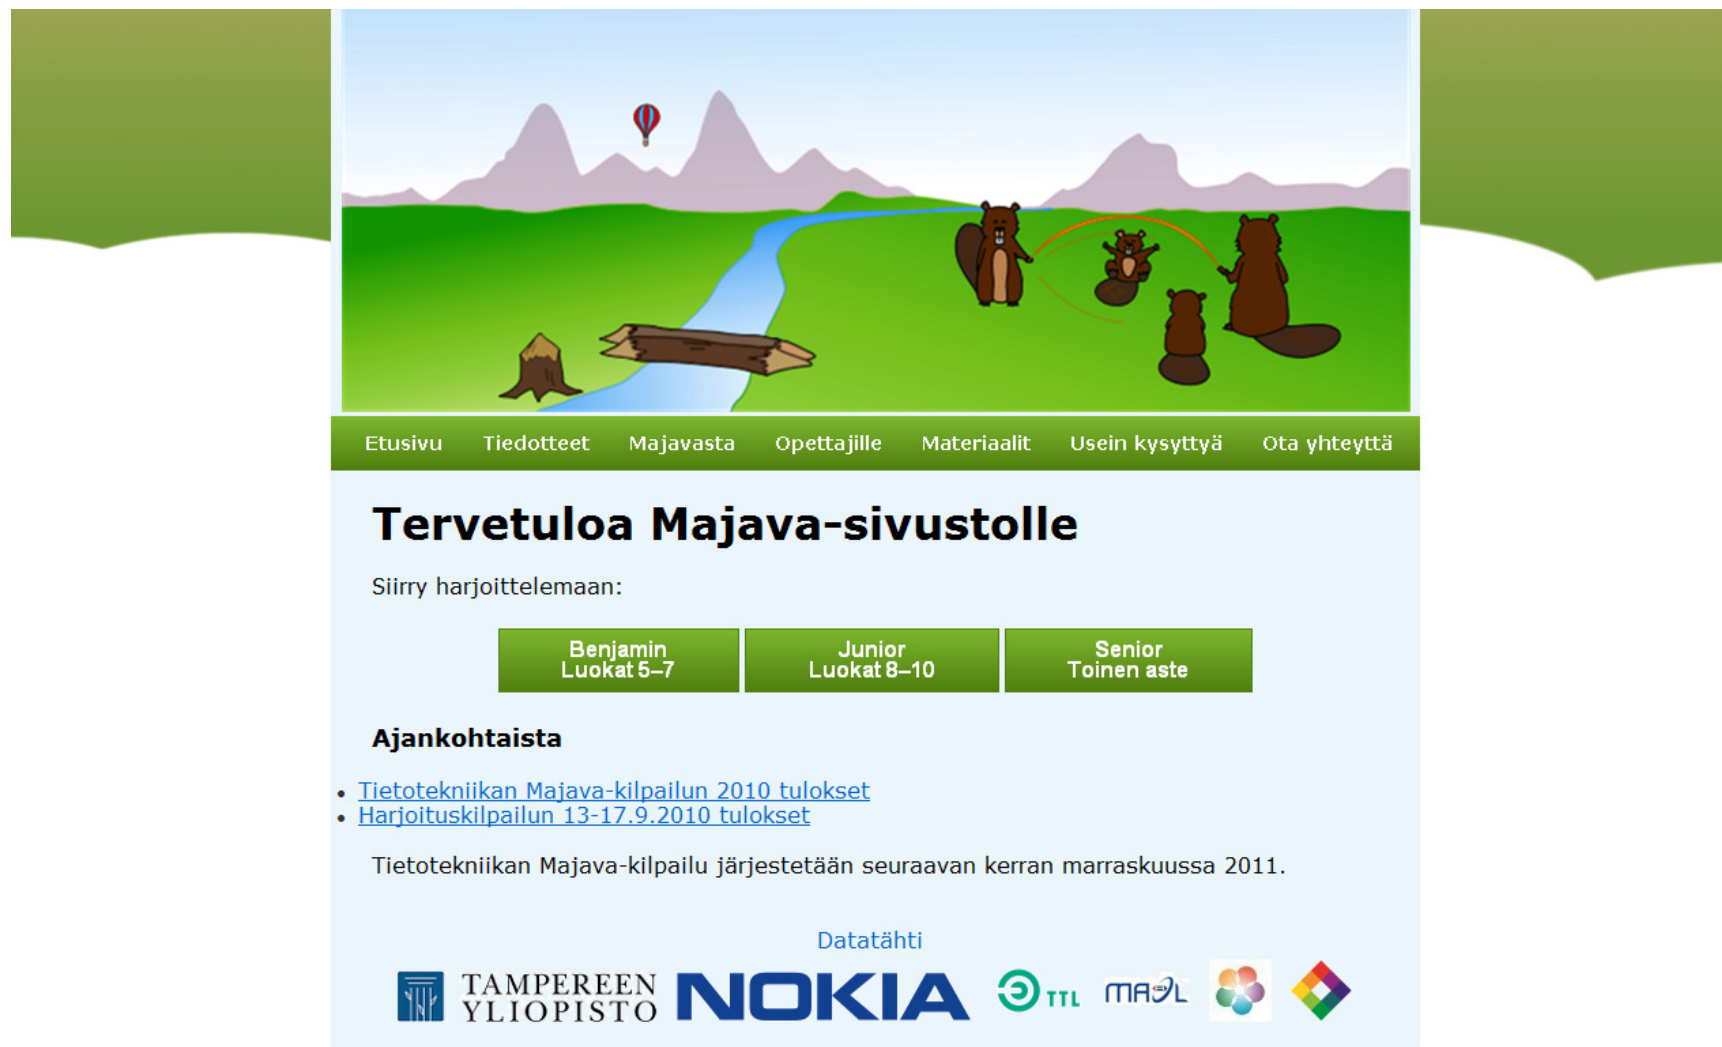 Etusivu Tiedotteet Majavasta Opettajille Materiaalit Usein kysyttyä Ota yhteyttä
Tervetuloa Majava-sivustolle
Siirry harjoittelemaan:
Benjamin
Luokat 5–7
Junior
Luokat 8–10
Senior
Toinen aste
Ajankohtaista
Tietotekniikan Majava-kilpailun 2010 tulokset
Harjoituskilpailun 13-17.9.2010 tulokset
Tietotekniikan Majava-kilpailu järjestetään seuraavan kerran marraskuussa 2011.
Datatähti
TAMPEREEN
YLIOPISTO
NOKIA
TTL
MAOL